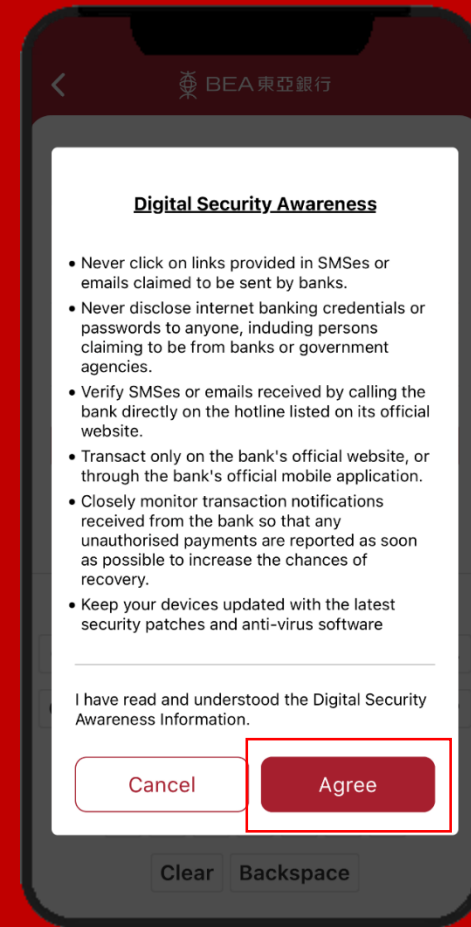 BEA東亞銀行
Digital Security Awareness
• Never click on links provided in SMSes or
emails claimed to be sent by banks.
• Never disclose internet banking credentials or
passwords to anyone, including persons
claiming to be from banks or government
agencies.
• Verify SMSes or emails received by calling the
bank directly on the hotline listed on its official
website.
• Transact only on the bank's official website, or
through the bank's official mobile application.
• Closely monitor transaction notifications
received from the bank so that any
unauthorised payments are reported as soon
as possible to increase the chances of
recovery.
• Keep your devices updated with the latest
security patches and anti-virus software
I have read and understood the Digital Security
Awareness Information.
Cancel Agree
Clear Backspace